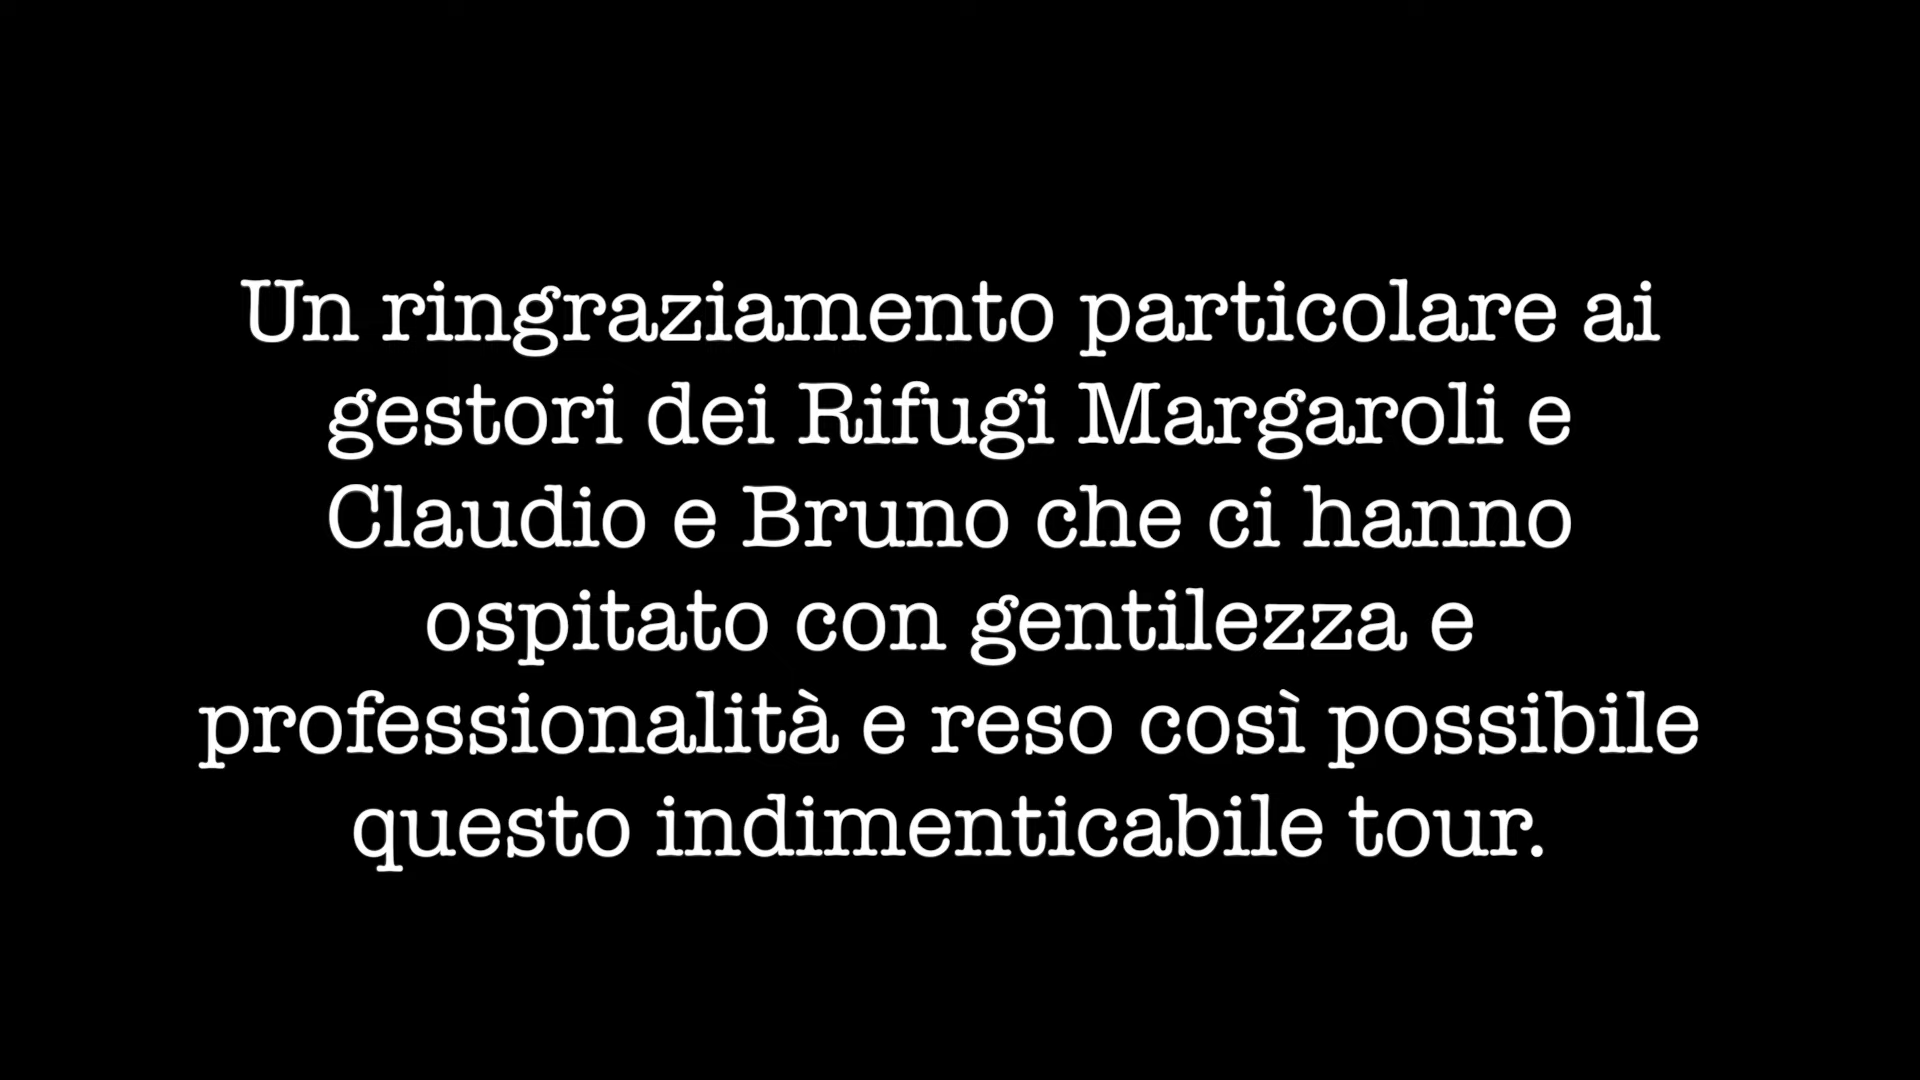 Un ringraziamento particolare ai
gestori dei Rifugi Margaroli e
Claudio e Bruno che ci hanno
ospitato con gentilezza e
professionalità e reso così possibile
questo indimenticabile tour.